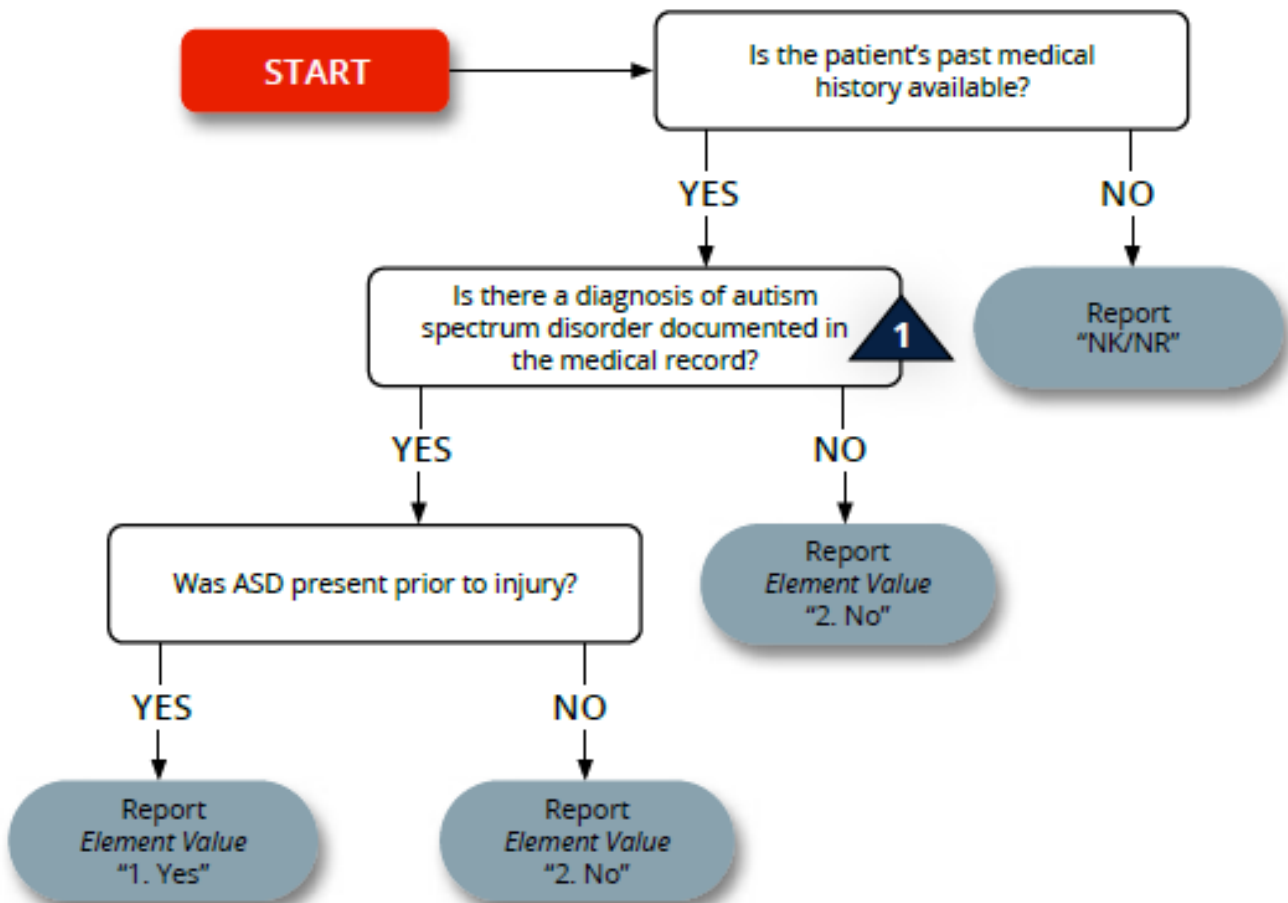 START
Is the patient’s past medical
history available?
YES
NO
Is there a diagnosis of autism
spectrum disorder documented in
the medical record?
1
Report
“NK/NR”
YES
NO
Was ASD present prior to injury?
Report
Element Value
“2. No”
YES
NO
Report
Element Value
“1. Yes”
Report
Element Value
“2. No”